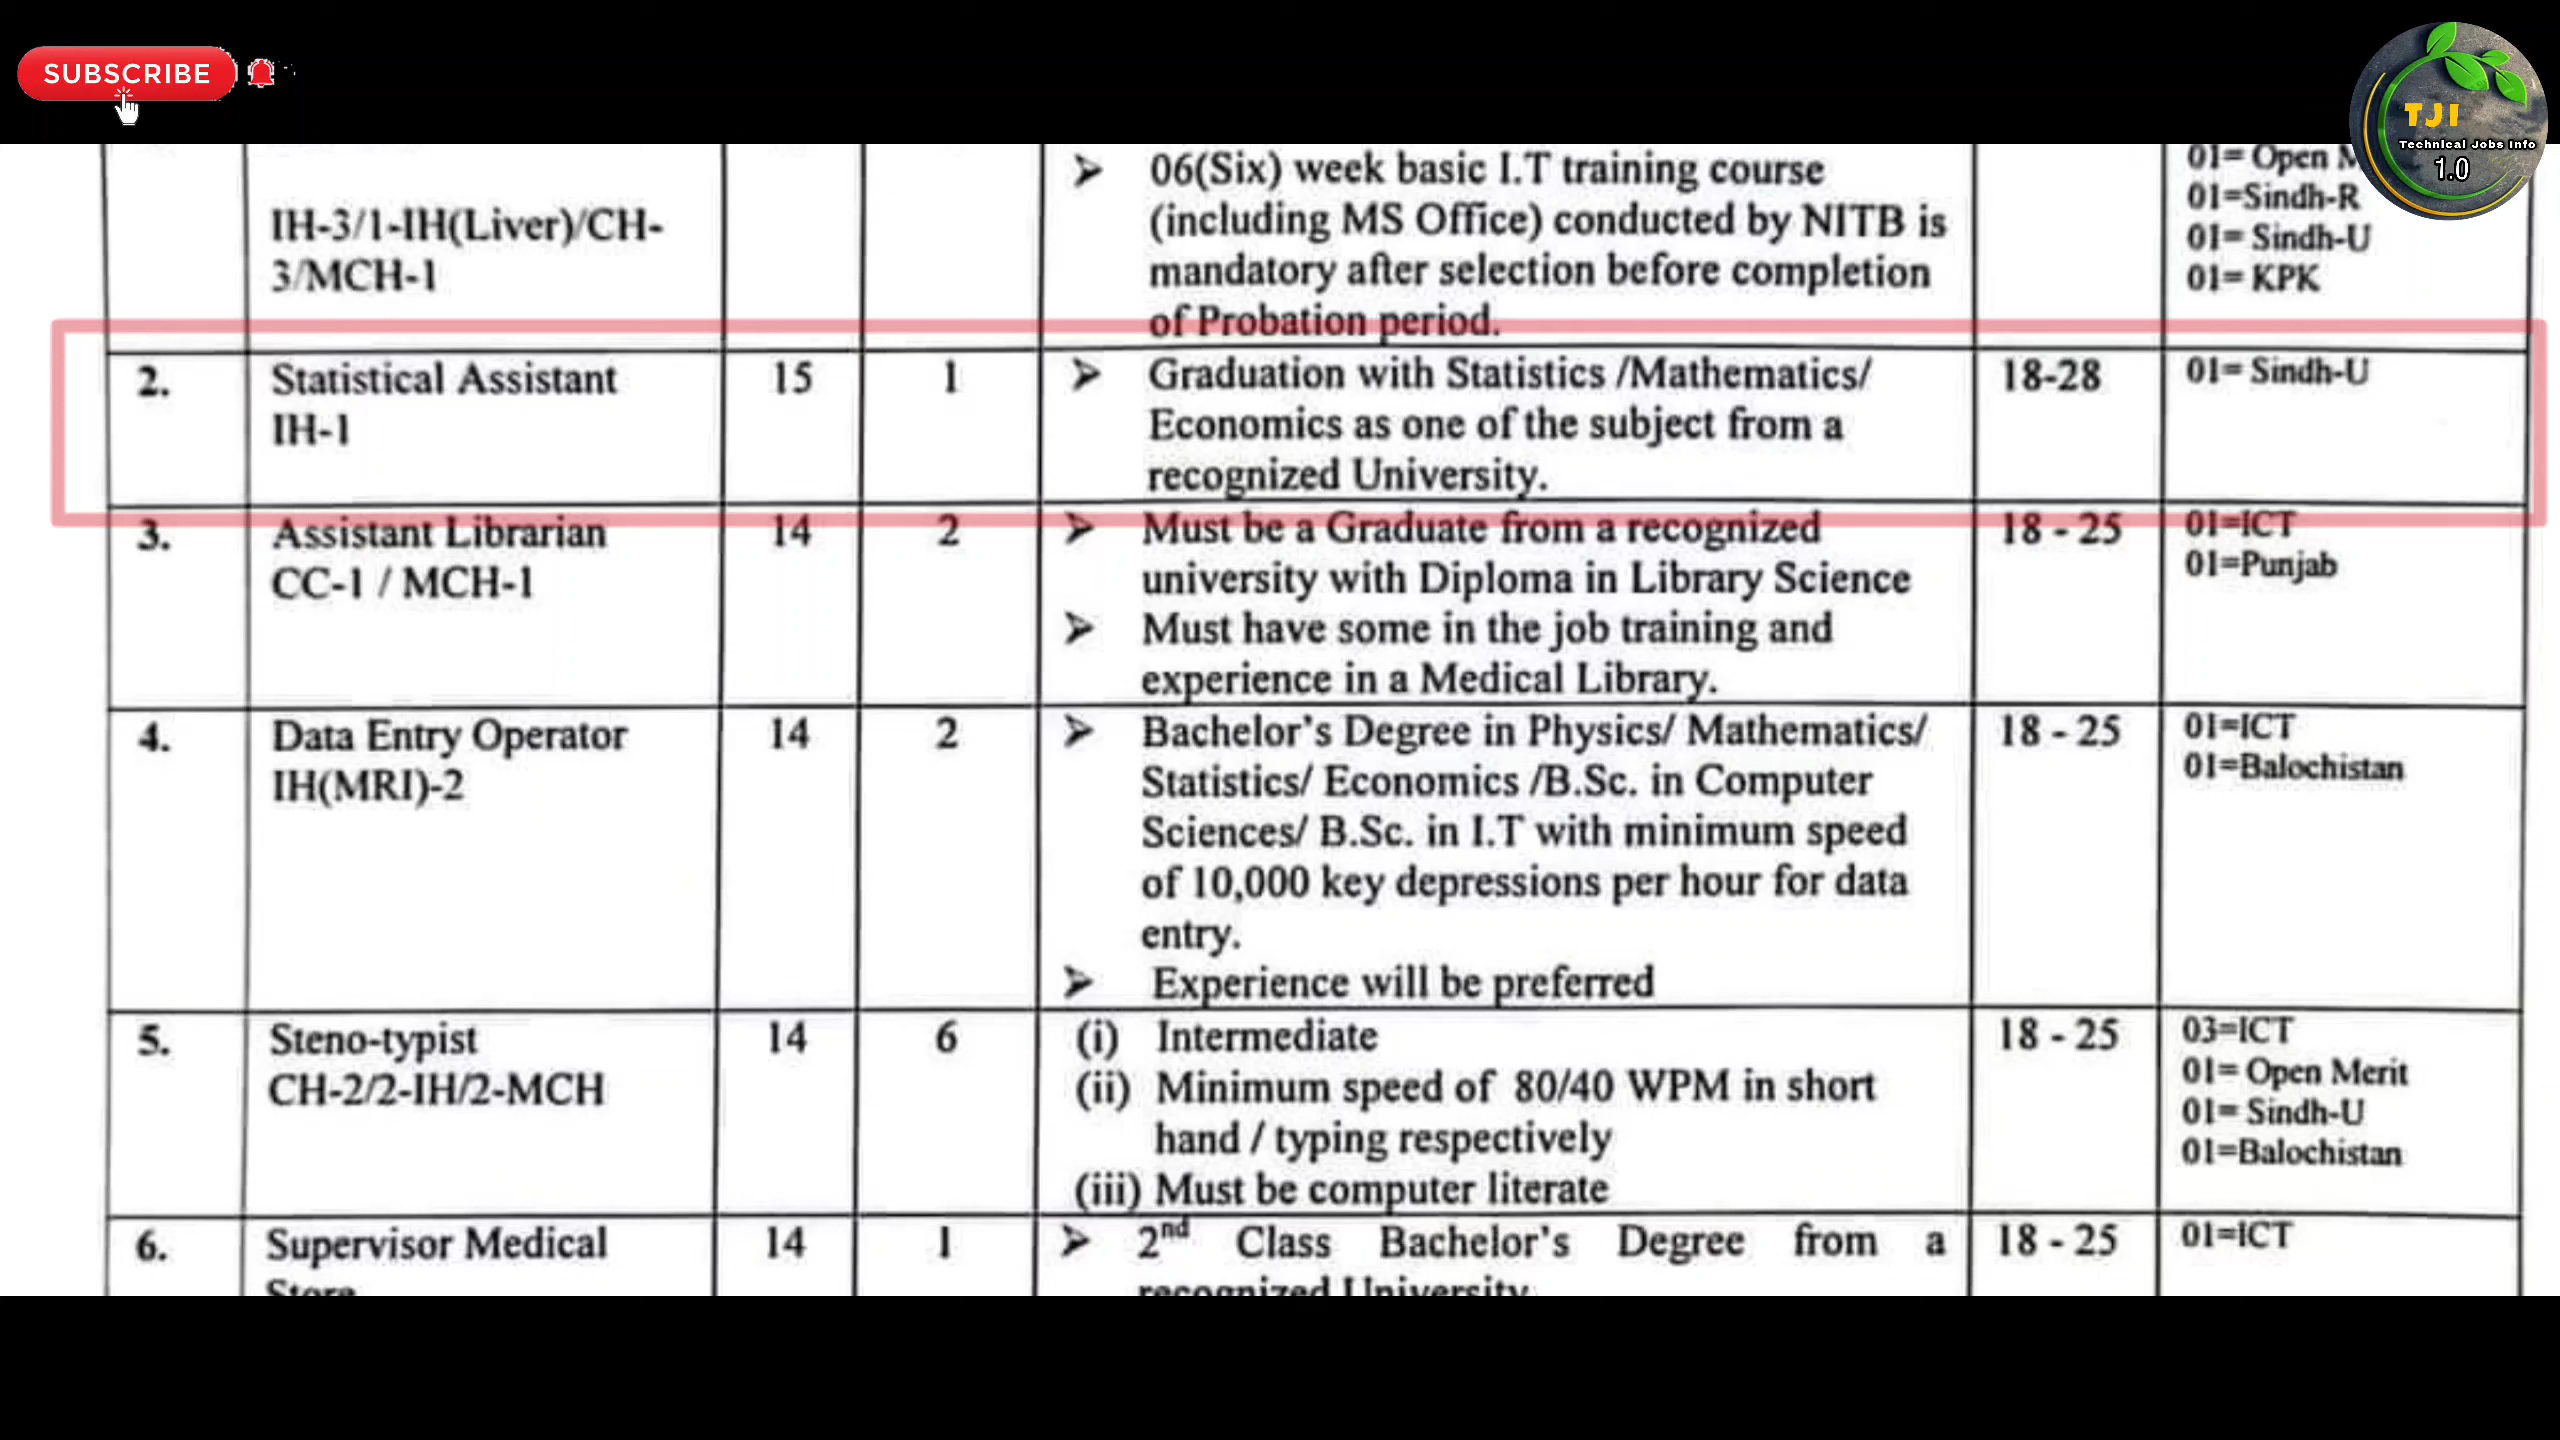 SUBSCRIBE
TJI
Technical Jobs Info
1.0
IH-3/1-IH(Liver)/CH-
3/MCH-1
06(Six) week basic I.T training course
(including MS Office) conducted by NITB is
mandatory after selection before completion
of Probation period.
01= Open
01=Sindh-R
01= Sindh-U
01= KPK
2.
Statistical Assistant
IH-1
15
1
➢ Graduation with Statistics /Mathematics/
Economics as one of the subject from a
recognized University.
18-28
01= Sindh-U
3.
Assistant Librarian
CC-1 / MCH-1
14
2
➢ Must be a Graduate from a recognized
university with Diploma in Library Science
➢ Must have some in the job training and
experience in a Medical Library.
18 - 25
01=ICT
01=Punjab
4.
Data Entry Operator
IH(MRI)-2
14
2
➢ Bachelor's Degree in Physics/ Mathematics/
Statistics/ Economics /B.Sc. in Computer
Sciences/ B.Sc. in I.T with minimum speed
of 10,000 key depressions per hour for data
entry.
➢ Experience will be preferred
18 - 25
01=ICT
01=Balochistan
5.
Steno-typist
CH-2/2-IH/2-MCH
14
6
(i) Intermediate
(ii) Minimum speed of 80/40 WPM in short
hand / typing respectively
(iii) Must be computer literate
18 - 25
03=ICT
01= Open Merit
01= Sindh-U
01=Balochistan
6.
Supervisor Medical
Store
14
1
➢ 2nd Class Bachelor's Degree from a
recognized University
18 - 25
01=ICT